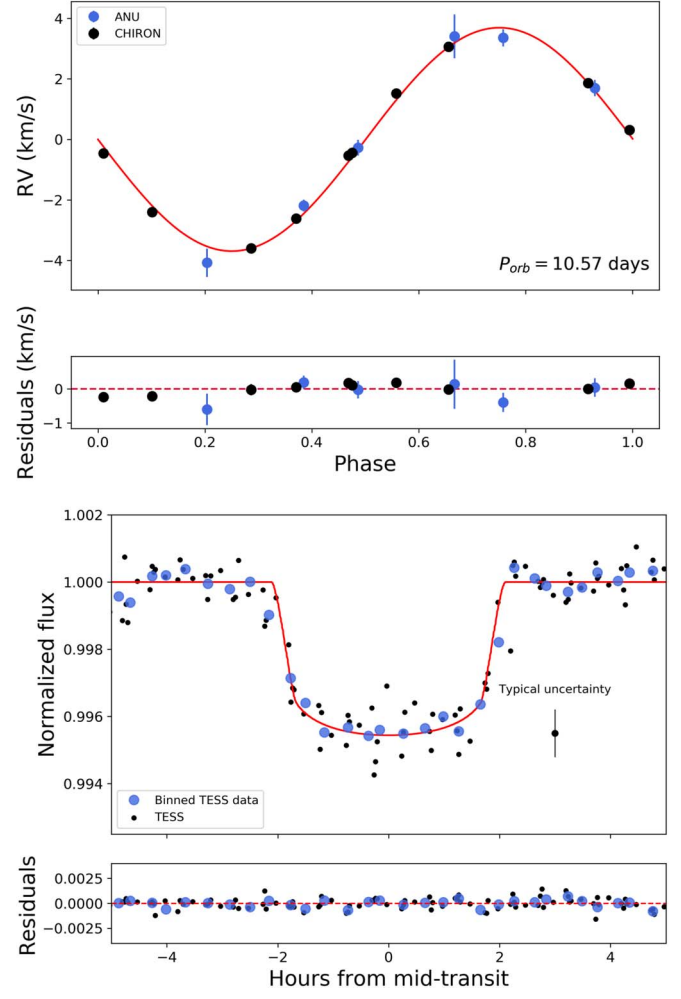 ANU
CHIRON
4
2
0
−2
−4
RV (km/s)
P_orb = 10.57 days
Residuals (km/s)
0
−1
0.0 0.2 0.4 0.6 0.8 1.0
Phase
1.002
1.000
0.998
0.996
0.994
Normalized flux
Typical uncertainty
Binned TESS data
TESS
Residuals
0.0025
0.0000
−0.0025
−4 −2 0 2 4
Hours from mid-transit